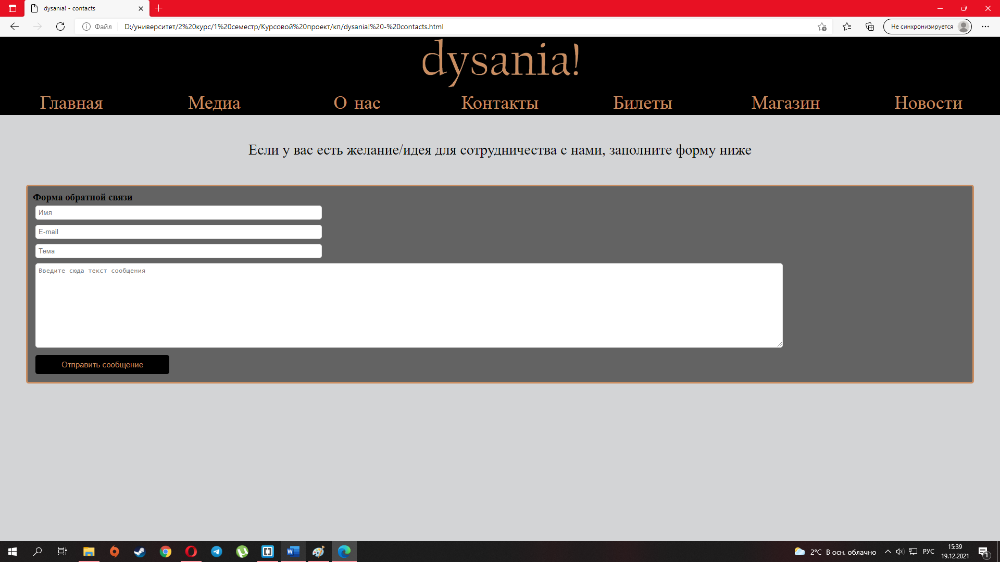 dysania! - contacts
Файл
D:/университет/2%20курс/1%20семестр/Курсовой%20проект/кп/dysania!%20-%20contacts.html
Не синхронизируется
dysania!
Главная Медиа О нас Контакты Билеты Магазин Новости
Если у вас есть желание/идея для сотрудничества с нами, заполните форму ниже
Форма обратной связи
Имя
E-mail
Тема
Введите сюда текст сообщения
Отправить сообщение
2°C В осн. облачно
РУС
15:39
19.12.2021
1